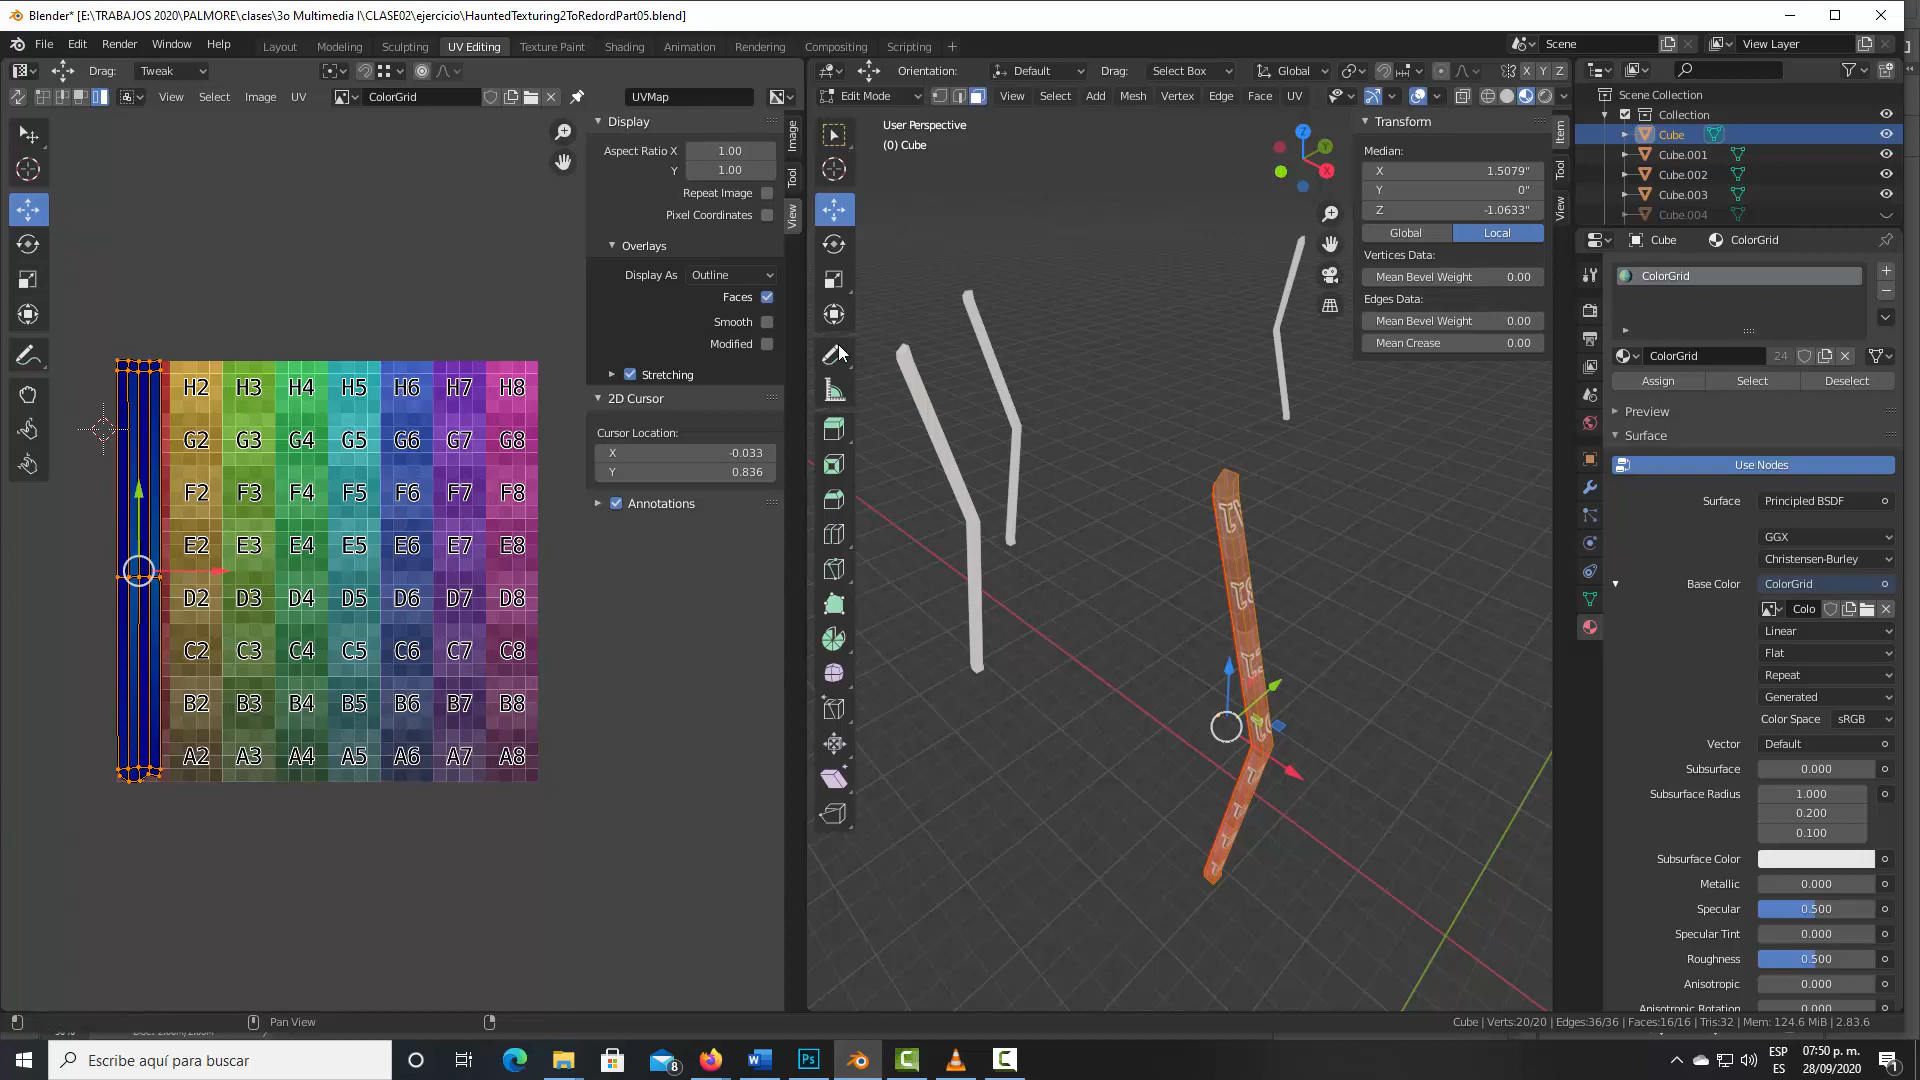 Blender* [E:\TRABAJOS 2020\PALMORE\clases\3o Multimedia I\CLASE02\ejercicio\HauntedTexturing2ToRedordPart05.blend]
File Edit Render Window Help
Layout Modeling Sculpting UV Editing Texture Paint Shading Animation Rendering Compositing Scripting +
Scene View Layer
Drag: Tweak
Orientation: Default Drag: Select Box Global X Y Z
View Select Image UV ColorGrid UVMap
Edit Mode View Select Add Mesh Vertex Edge Face UV
Scene Collection
Collection
Cube
Cube.001
Cube.002
Cube.003
Cube.004
Display
Aspect Ratio X 1.00
Y 1.00
Repeat Image
Pixel Coordinates
Overlays
Display As Outline
Faces
Smooth
Modified
Stretching
2D Cursor
Cursor Location:
X -0.033
Y 0.836
Annotations
Image
Tool
View
User Perspective
(0) Cube
Z
Y
X
Transform
Median:
X 1.5079"
Y 0"
Z -1.0633"
Global Local
Vertices Data:
Mean Bevel Weight 0.00
Edges Data:
Mean Bevel Weight 0.00
Mean Crease 0.00
Item
Tool
View
H2 H3 H4 H5 H6 H7 H8
G2 G3 G4 G5 G6 G7 G8
F2 F3 F4 F5 F6 F7 F8
E2 E3 E4 E5 E6 E7 E8
D2 D3 D4 D5 D6 D7 D8
C2 C3 C4 C5 C6 C7 C8
B2 B3 B4 B5 B6 B7 B8
A2 A3 A4 A5 A6 A7 A8
Cube ColorGrid
ColorGrid
ColorGrid 24
Assign Select Deselect
Preview
Surface
Use Nodes
Surface Principled BSDF
GGX
Christensen-Burley
Base Color ColorGrid
Colo
Linear
Flat
Repeat
Generated
Color Space sRGB
Vector Default
Subsurface 0.000
Subsurface Radius 1.000
0.200
0.100
Subsurface Color
Metallic 0.000
Specular 0.500
Specular Tint 0.000
Roughness 0.500
Anisotropic 0.000
Anisotropic Rotation
Pan View
Cube | Verts:20/20 | Edges:36/36 | Faces:16/16 | Tris:32 | Mem: 124.6 MiB | 2.83.6
Escribe aquí para buscar
8
ESP
ES
07:50 p. m.
28/09/2020
1